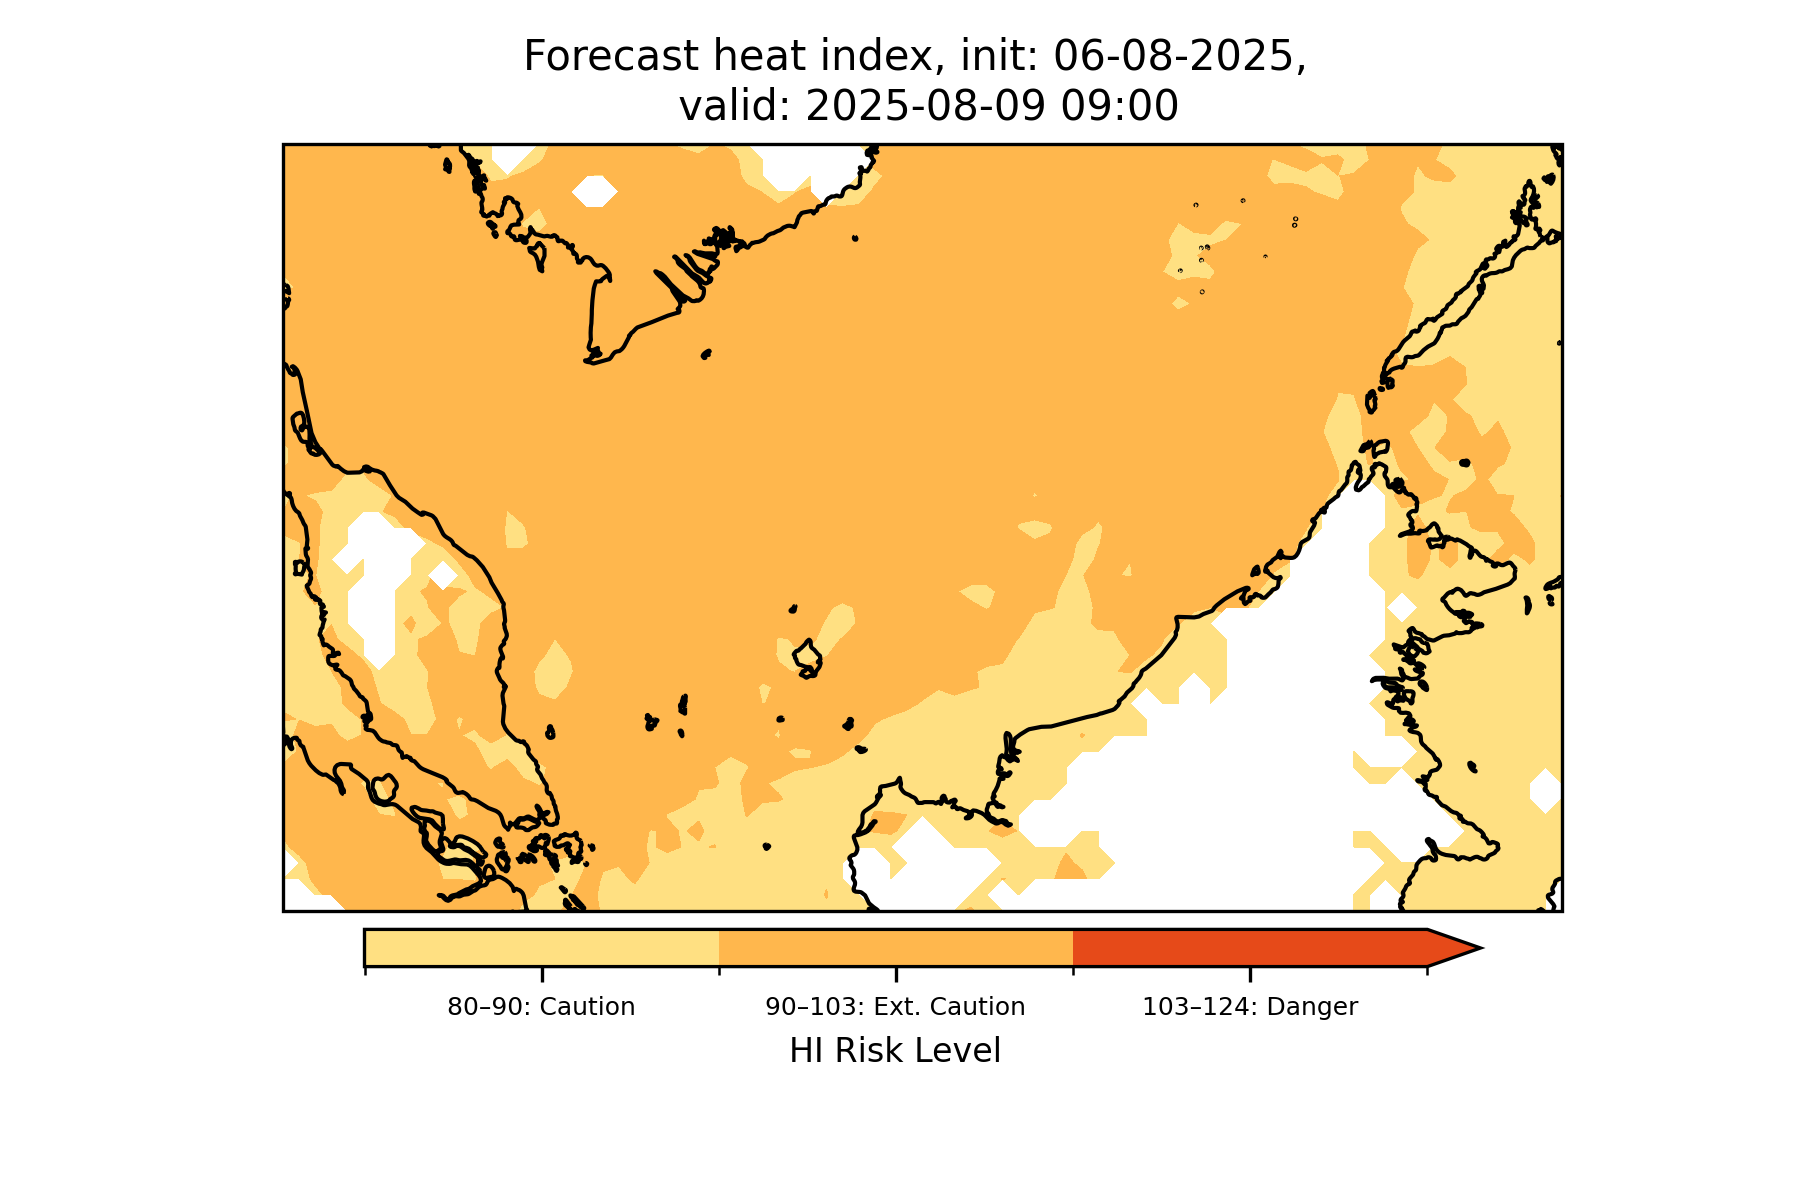 Forecast heat index, init: 06-08-2025,
valid: 2025-08-09 09:00
80–90: Caution
90–103: Ext. Caution
103–124: Danger
HI Risk Level